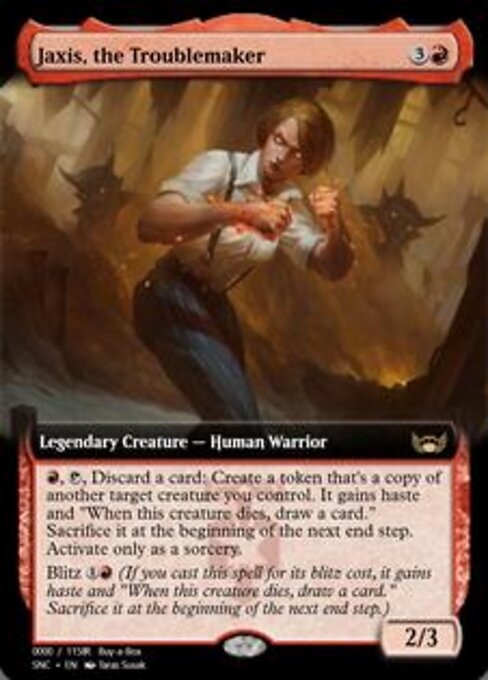 Jaxis, the Troublemaker 3
Legendary Creature — Human Warrior
, , Discard a card: Create a token that's a copy of
another target creature you control. It gains haste
and "When this creature dies, draw a card."
Sacrifice it at the beginning of the next end step.
Activate only as a sorcery.
Blitz 1 (If you cast this spell for its blitz cost, it gains
haste and "When this creature dies, draw a card."
Sacrifice it at the beginning of the next end step.)
2/3
Buy-a-Box
SNC • EN Taras Susak